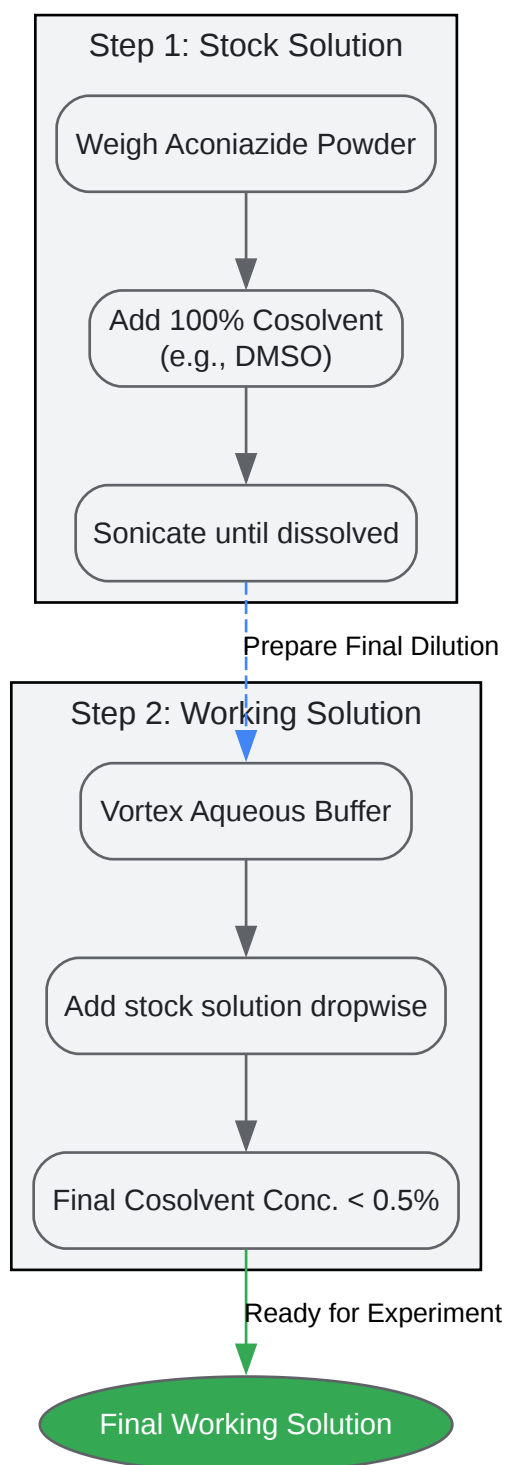 Step 1: Stock Solution
Weigh Aconiazide Powder
Add 100% Cosolvent
(e.g., DMSO)
Sonicate until dissolved
Prepare Final Dilution
Step 2: Working Solution
Vortex Aqueous Buffer
Add stock solution dropwise
Final Cosolvent Conc. < 0.5%
Ready for Experiment
Final Working Solution